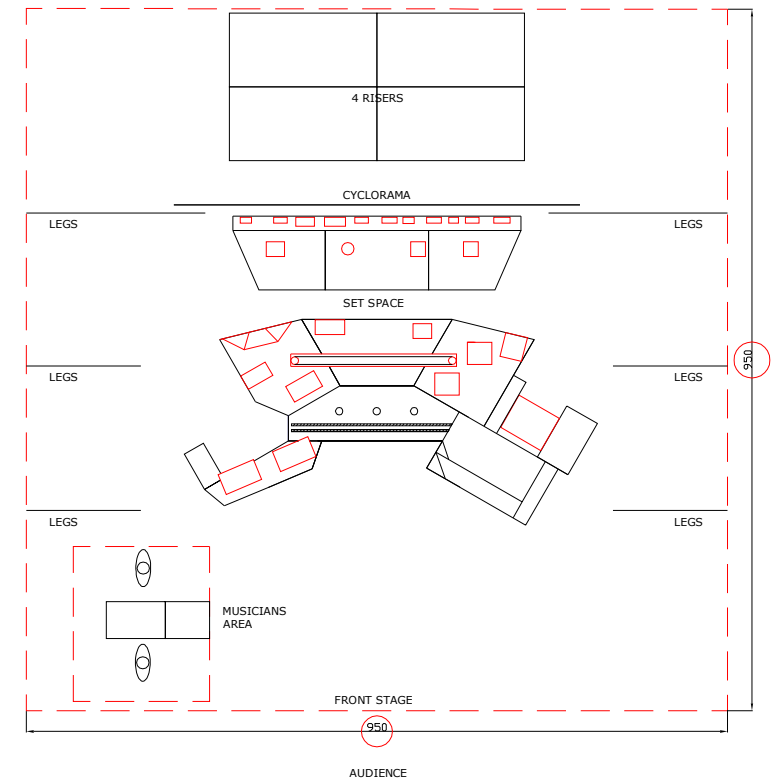 4 RISERS
CYCLORAMA
LEGS
LEGS
SET SPACE
950
LEGS
LEGS
LEGS
LEGS
MUSICIANS
AREA
FRONT STAGE
950
AUDIENCE